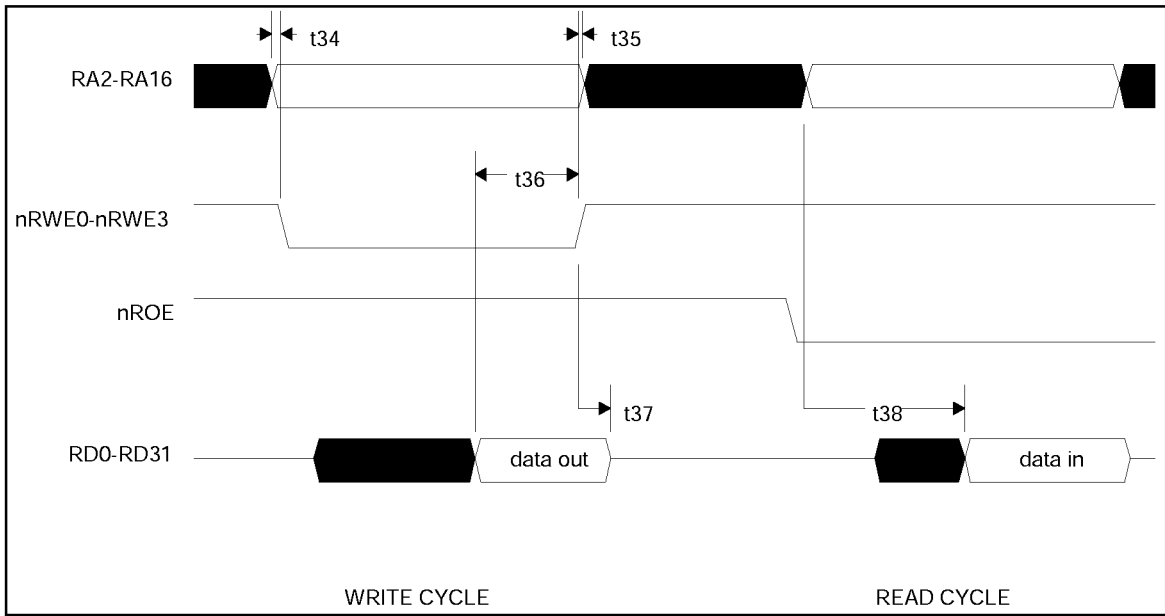 t34
t35
RA2-RA16
t36
nRWE0-nRWE3
nROE
t37
t38
RD0-RD31
data out
data in
WRITE CYCLE
READ CYCLE